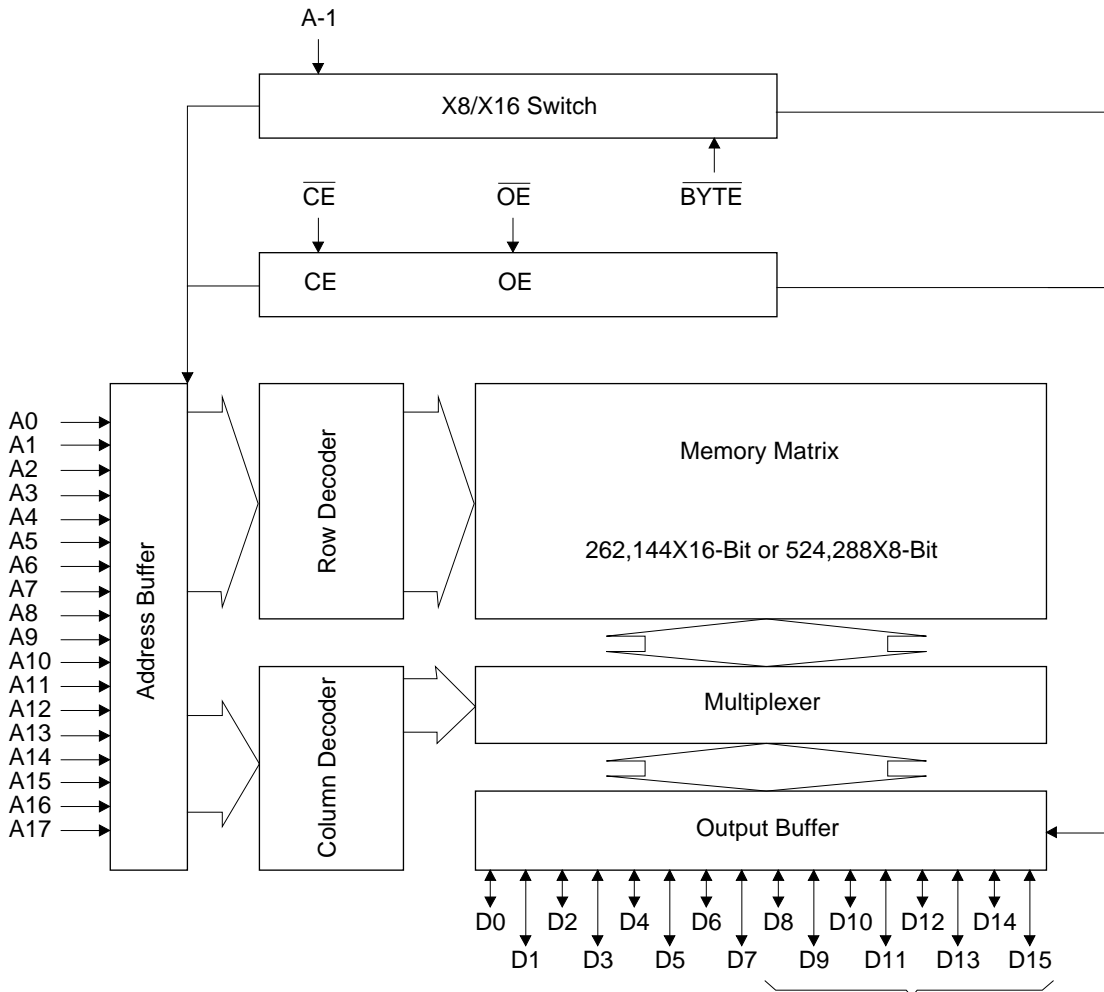 A-1
X8/X16 Switch
C̅E̅ O̅E̅ B̅Y̅T̅E̅
CE OE
A0
A1
A2
A3
A4
A5
A6
A7
A8
A9
A10
A11
A12
A13
A14
A15
A16
A17
Address Buffer
Row Decoder
Column Decoder
Memory Matrix
262,144X16-Bit or 524,288X8-Bit
Multiplexer
Output Buffer
D0 D2 D4 D6 D8 D10 D12 D14
D1 D3 D5 D7 D9 D11 D13 D15